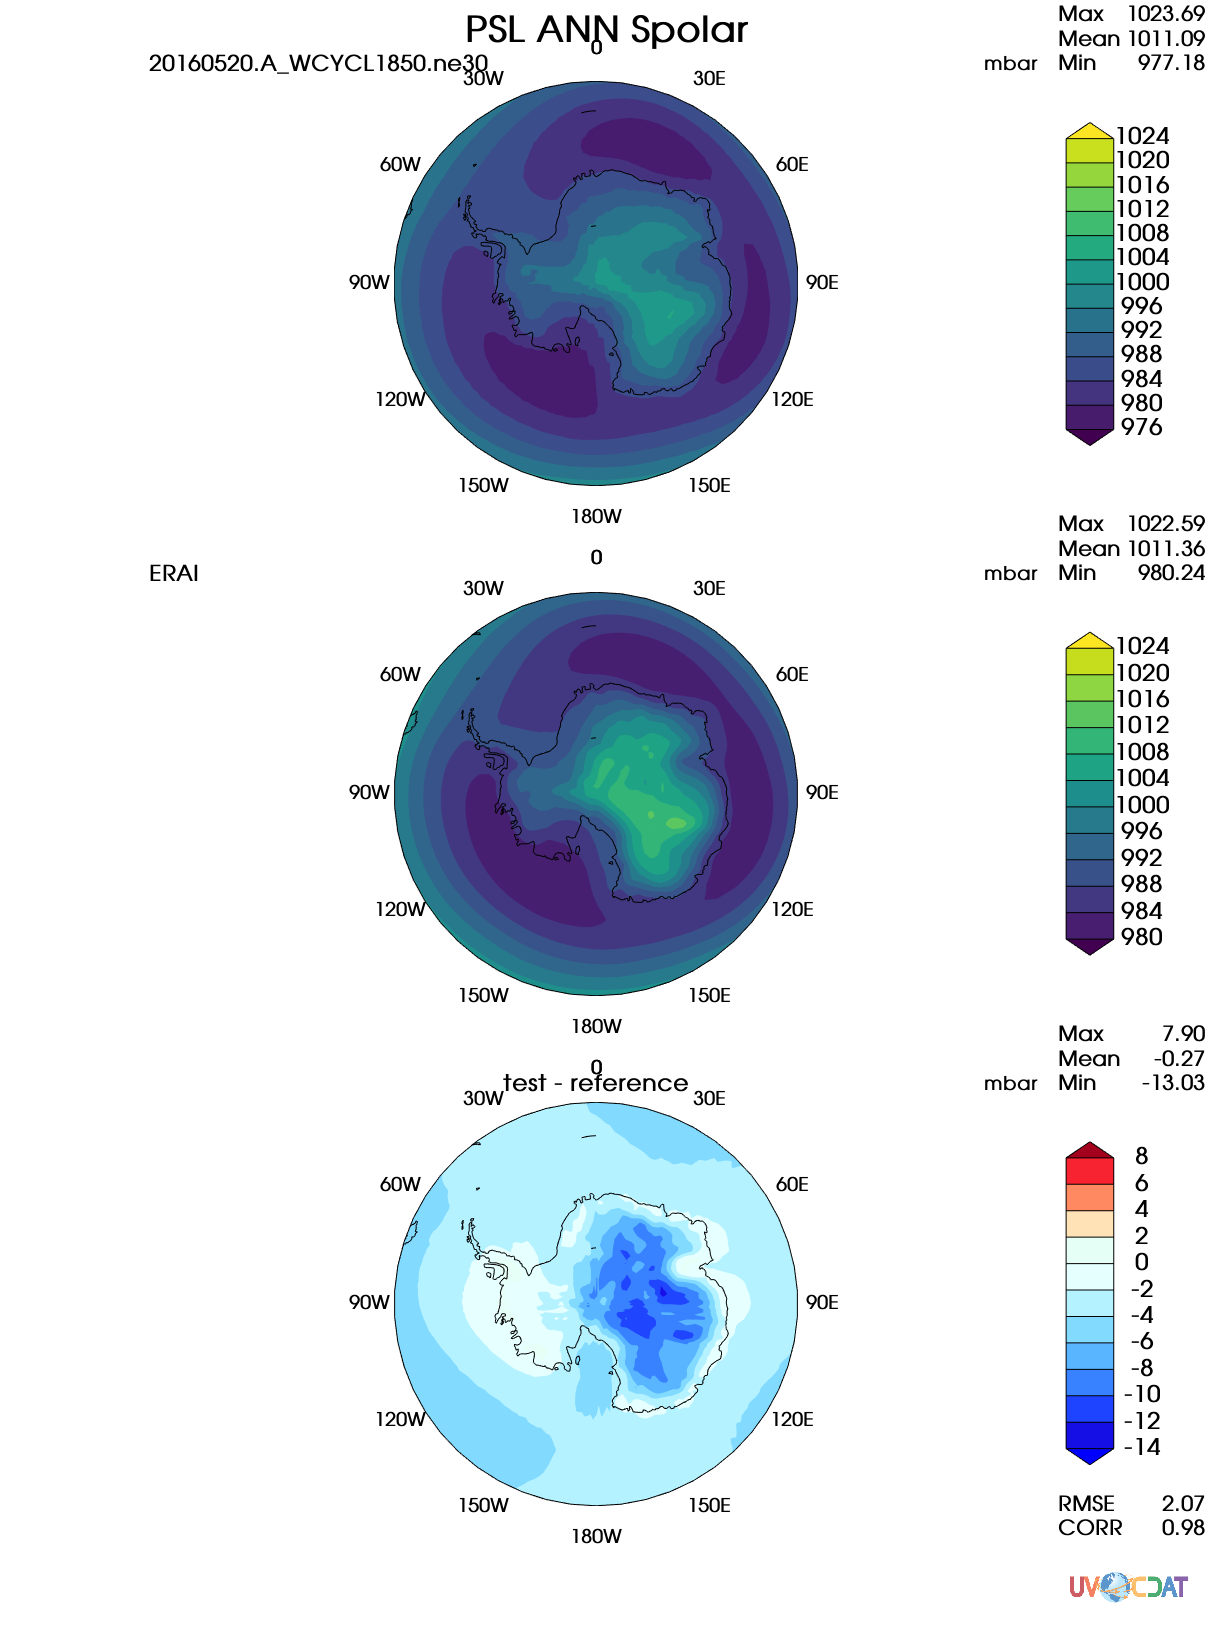 PSL ANN Spolar
Max 1023.69
Mean 1011.09
mbar Min 977.18
20160520.A_WCYCL1850.ne30
0
30W 30E
60W 60E
90W 90E
120W 120E
150W 150E
180W
1024
1020
1016
1012
1008
1004
1000
996
992
988
984
980
976
Max 1022.59
Mean 1011.36
mbar Min 980.24
ERAI
0
30W 30E
60W 60E
90W 90E
120W 120E
150W 150E
180W
1024
1020
1016
1012
1008
1004
1000
996
992
988
984
980
Max 7.90
Mean -0.27
mbar Min -13.03
test - reference
0
30W 30E
60W 60E
90W 90E
120W 120E
150W 150E
180W
8
6
4
2
0
-2
-4
-6
-8
-10
-12
-14
RMSE 2.07
CORR 0.98
UV CDAT